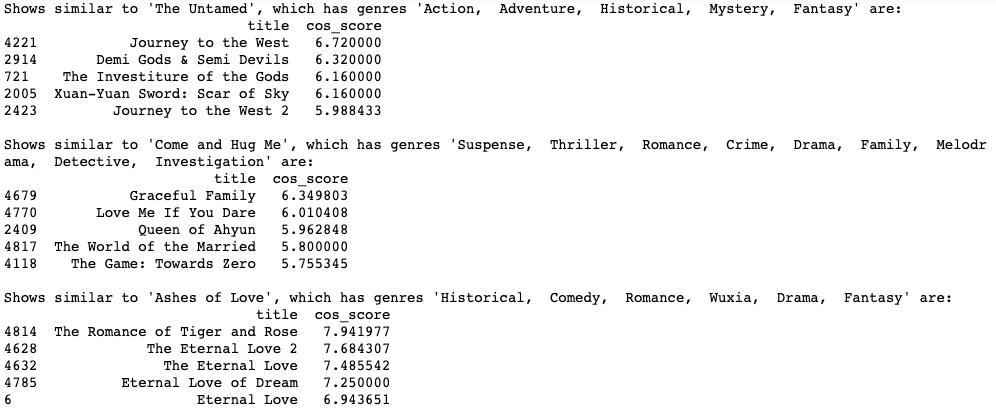 Shows similar to 'The Untamed', which has genres 'Action, Adventure, Historical, Mystery, Fantasy' are:
title cos_score
4221 Journey to the West 6.720000
2914 Demi Gods & Semi Devils 6.320000
721 The Investiture of the Gods 6.160000
2005 Xuan-Yuan Sword: Scar of Sky 6.160000
2423 Journey to the West 2 5.988433
Shows similar to 'Come and Hug Me', which has genres 'Suspense, Thriller, Romance, Crime, Drama, Family, Melodr
ama, Detective, Investigation' are:
title cos_score
4679 Graceful Family 6.349803
4770 Love Me If You Dare 6.010408
2409 Queen of Ahyun 5.962848
4817 The World of the Married 5.800000
4118 The Game: Towards Zero 5.755345
Shows similar to 'Ashes of Love', which has genres 'Historical, Comedy, Romance, Wuxia, Drama, Fantasy' are:
title cos_score
4814 The Romance of Tiger and Rose 7.941977
4628 The Eternal Love 2 7.684307
4632 The Eternal Love 7.485542
4785 Eternal Love of Dream 7.250000
6 Eternal Love 6.943651